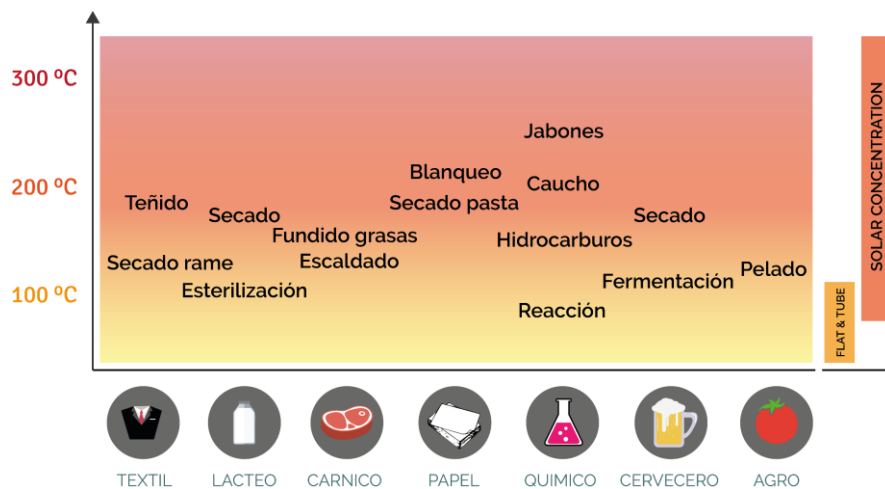 300 ºC
200 ºC
100 ºC
Jabones
Blanqueo
Caucho
Teñido
Secado pasta
Secado
Secado
Fundido grasas
Hidrocarburos
Secado rame
Escaldado
Pelado
Esterilización
Fermentación
Reacción
FLAT & TUBE
SOLAR CONCENTRATION
TEXTIL
LACTEO
CARNICO
PAPEL
QUIMICO
CERVECERO
AGRO